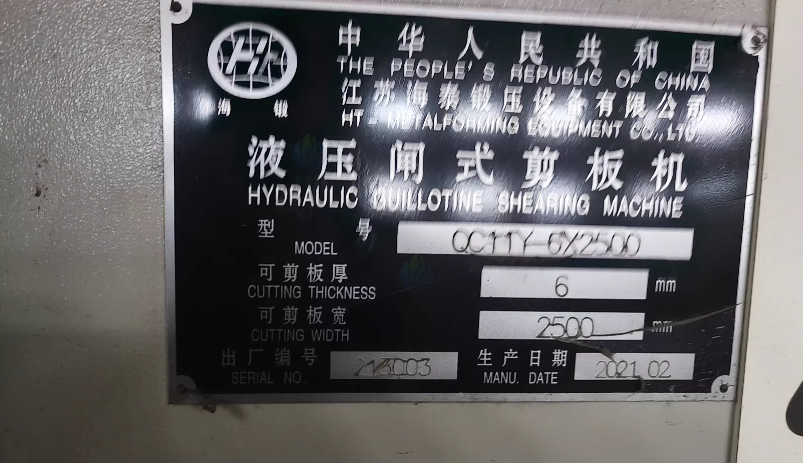 中华人民共和国
THE PEOPLE'S REPUBLIC OF CHINA
江苏海泰锻压设备有限公司
HT-METALFORMING EQUIPMENT CO., LTD.
海锻
液压闸式剪板机
HYDRAULIC GUILLOTINE SHEARING MACHINE
型号 QC11Y-6X2500
MODEL
可剪板厚 6 mm
CUTTING THICKNESS
可剪板宽 2500 mm
CUTTING WIDTH
出厂编号 生产日期 2021 02
SERIAL NO. MANU. DATE